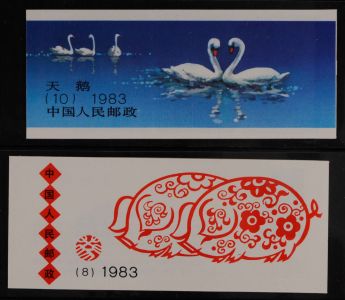 天 鹅
(10) 1983
中国人民邮政
中
国
人
民
邮
政
(8) 1983